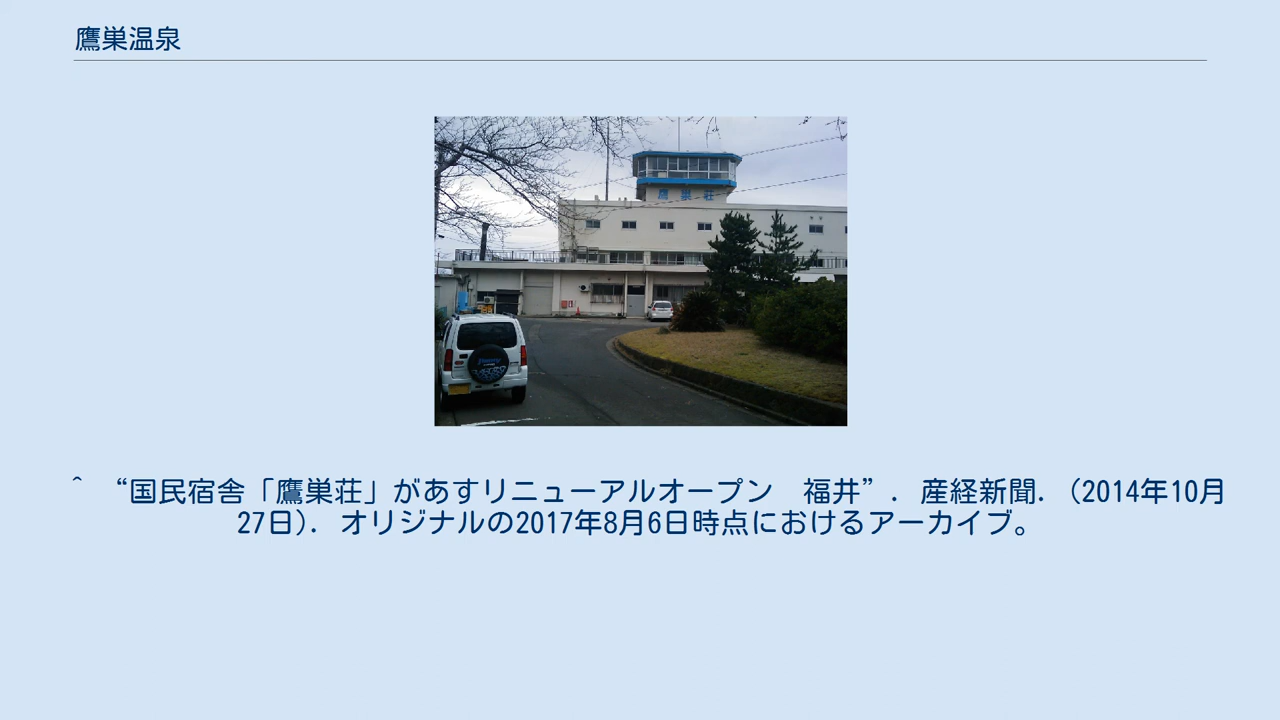 鷹巣温泉
鷹巣荘
^ “国民宿舎「鷹巣荘」があすリニューアルオープン　福井”. 産経新聞. (2014年10月
27日). オリジナルの2017年8月6日時点におけるアーカイブ。